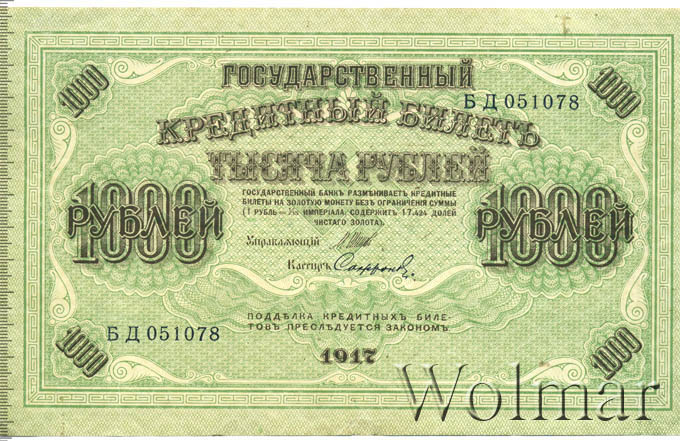 1000
1000
ГОСУДАРСТВЕННЫЙ
БД 051078
КРЕДИТНЫЙ БИЛЕТЪ
ТЫСЯЧА РУБЛЕЙ
1000
РУБЛЕЙ
ГОСУДАРСТВЕННЫЙ БАНКЪ РАЗМѢНИВАЕТЪ КРЕДИТНЫЕ
БИЛЕТЫ НА ЗОЛОТУЮ МОНЕТУ БЕЗЪ ОГРАНИЧЕНІЯ СУММЫ
(1 РУБЛЬ = 1/15 ИМПЕРІАЛА, СОДЕРЖИТЪ 17,424 ДОЛЕЙ
ЧИСТАГО ЗОЛОТА).
1000
РУБЛЕЙ
Управляющій
Кассиръ
ПОДДѢЛКА КРЕДИТНЫХЪ БИЛЕ-
ТОВЪ ПРЕСЛѢДУЕТСЯ ЗАКОНОМЪ.
БД 051078
1000
1917
1000
Wolmar